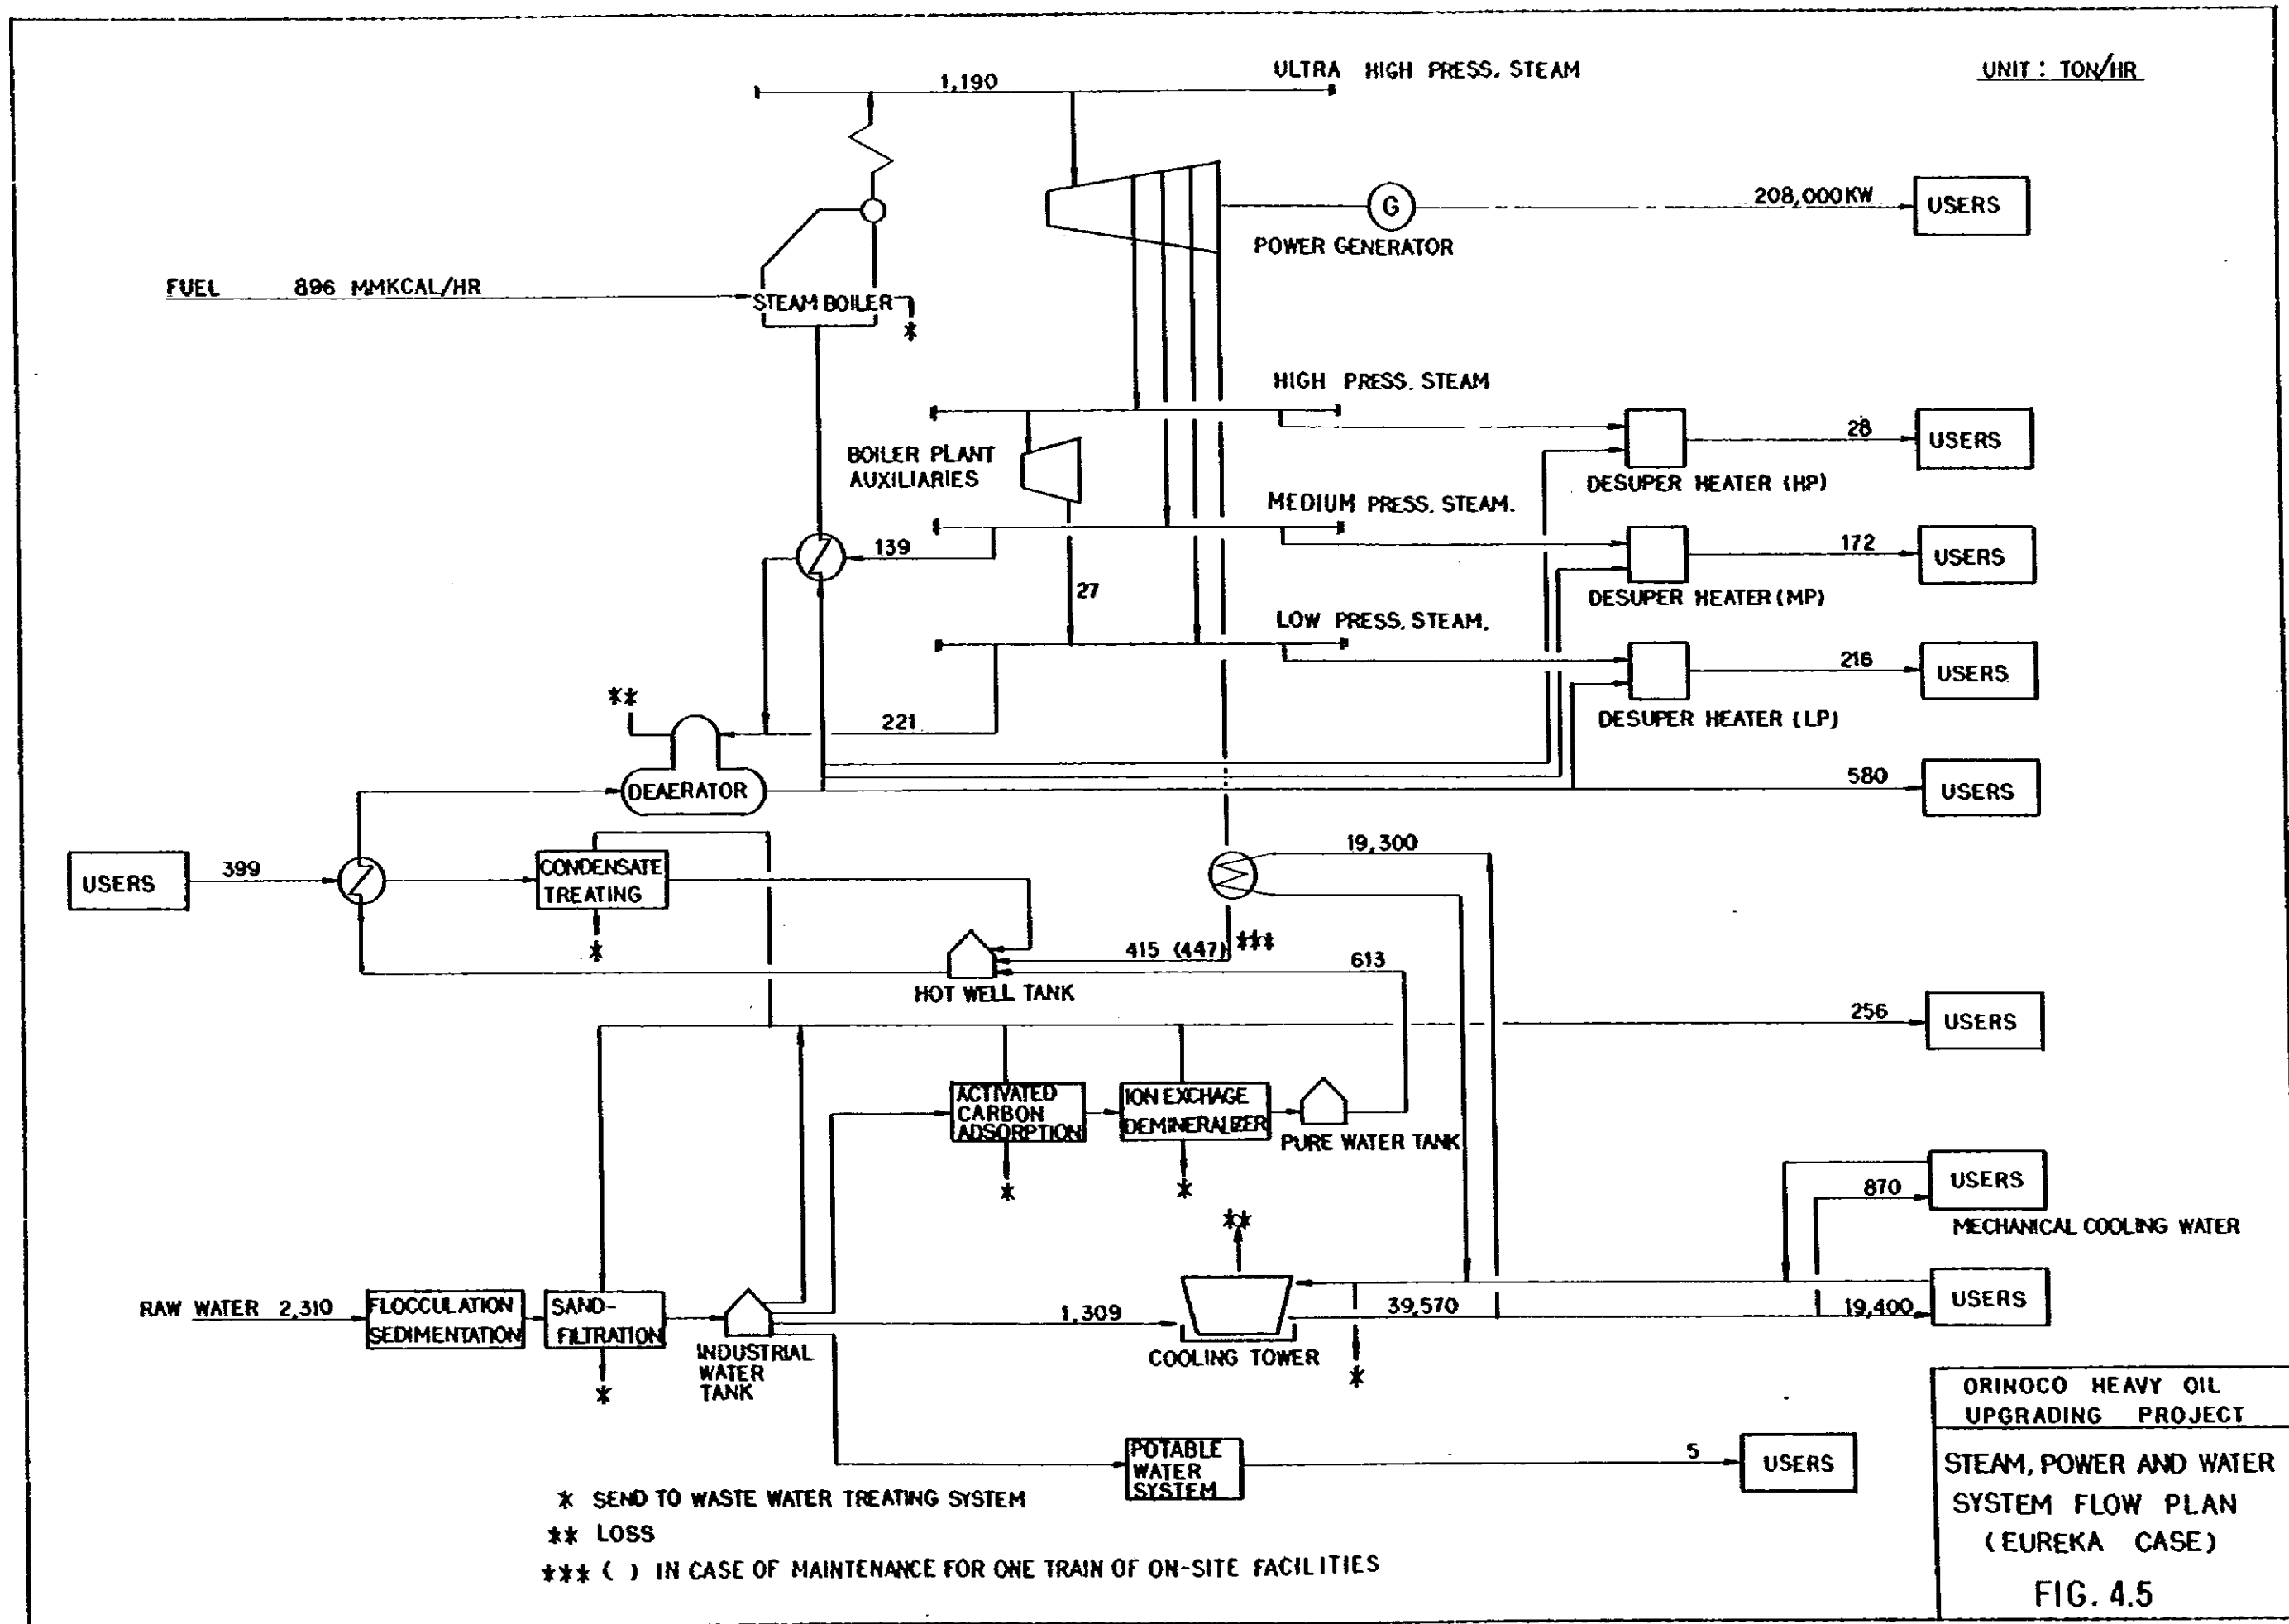 1,190
ULTRA HIGH PRESS. STEAM
UNIT : TON/HR
G
208,000KW
USERS
POWER GENERATOR
FUEL 896 MMKCAL/HR
STEAM BOILER
*
HIGH PRESS. STEAM
BOILER PLANT
AUXILIARIES
28
USERS
DESUPER HEATER (HP)
MEDIUM PRESS. STEAM.
139
172
USERS
27
DESUPER HEATER (MP)
LOW PRESS. STEAM.
216
USERS
**
221
DESUPER HEATER (LP)
DEAERATOR
580
USERS
USERS
399
CONDENSATE
TREATING
*
19,300
415 (447)
***
613
HOT WELL TANK
256
USERS
ACTIVATED
CARBON
ADSORPTION
*
ION EXCHAGE
DEMINERALIZER
*
PURE WATER TANK
870
USERS
MECHANICAL COOLING WATER
**
RAW WATER 2,310
FLOCCULATION
SEDIMENTATION
SAND-
FILTRATION
*
INDUSTRIAL
WATER
TANK
1,309
COOLING TOWER
39,570
*
19,400
USERS
POTABLE
WATER
SYSTEM
5
USERS
* SEND TO WASTE WATER TREATING SYSTEM
** LOSS
*** ( ) IN CASE OF MAINTENANCE FOR ONE TRAIN OF ON-SITE FACILITIES
ORINOCO HEAVY OIL
UPGRADING PROJECT
STEAM, POWER AND WATER
SYSTEM FLOW PLAN
(EUREKA CASE)
FIG. 4.5